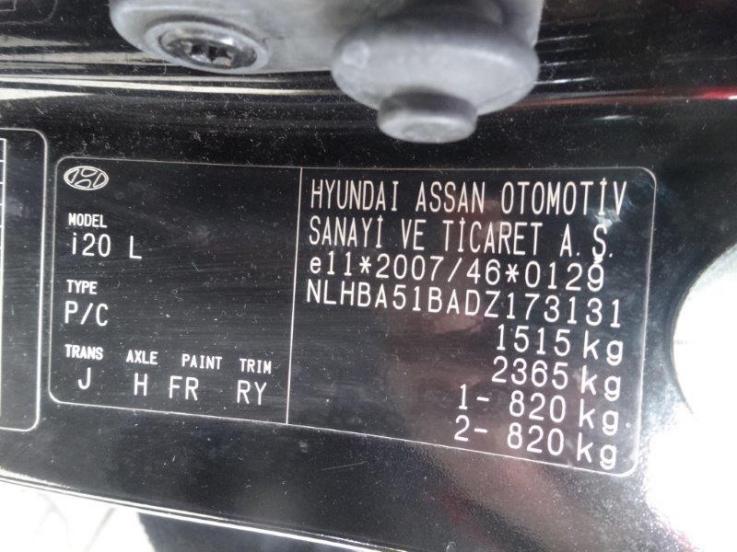 MODEL
i20 L
TYPE
P/C
TRANS AXLE PAINT TRIM
J H FR RY
HYUNDAI ASSAN OTOMOTİV
SANAYİ VE TİCARET A. Ş.
e11*2007/46*0129
NLHBA51BADZ173131
1515 kg
2365 kg
1- 820 kg
2- 820 kg